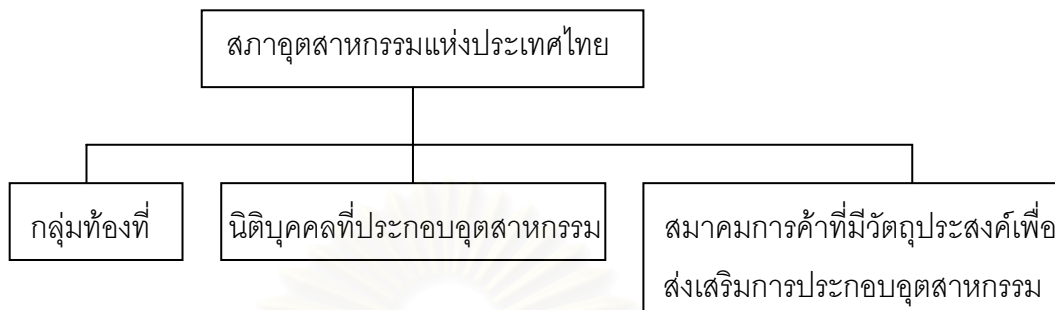 สภาอุตสาหกรรมแห่งประเทศไทย
กลุ่มท้องที่
นิติบุคคลที่ประกอบอุตสาหกรรม
สมาคมการค้าที่มีวัตถุประสงค์เพื่อ
ส่งเสริมการประกอบอุตสาหกรรม